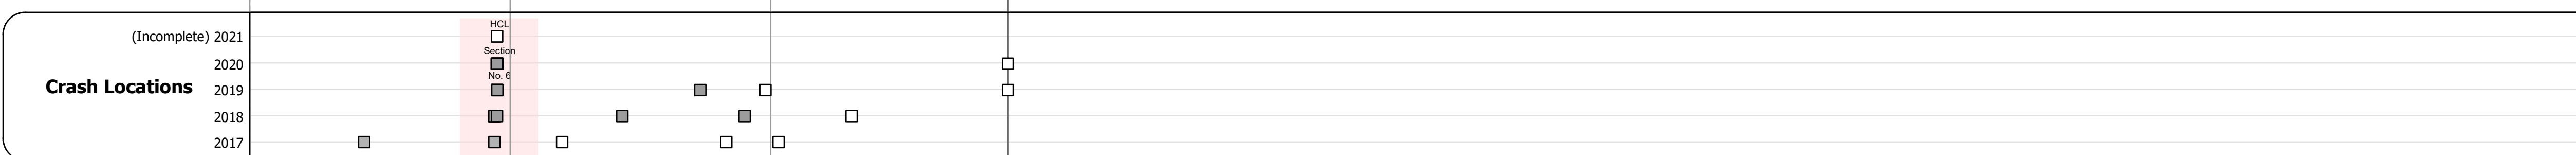 HCL
(Incomplete) 2021
Section
2020
No. 6
Crash Locations
2019
2018
2017